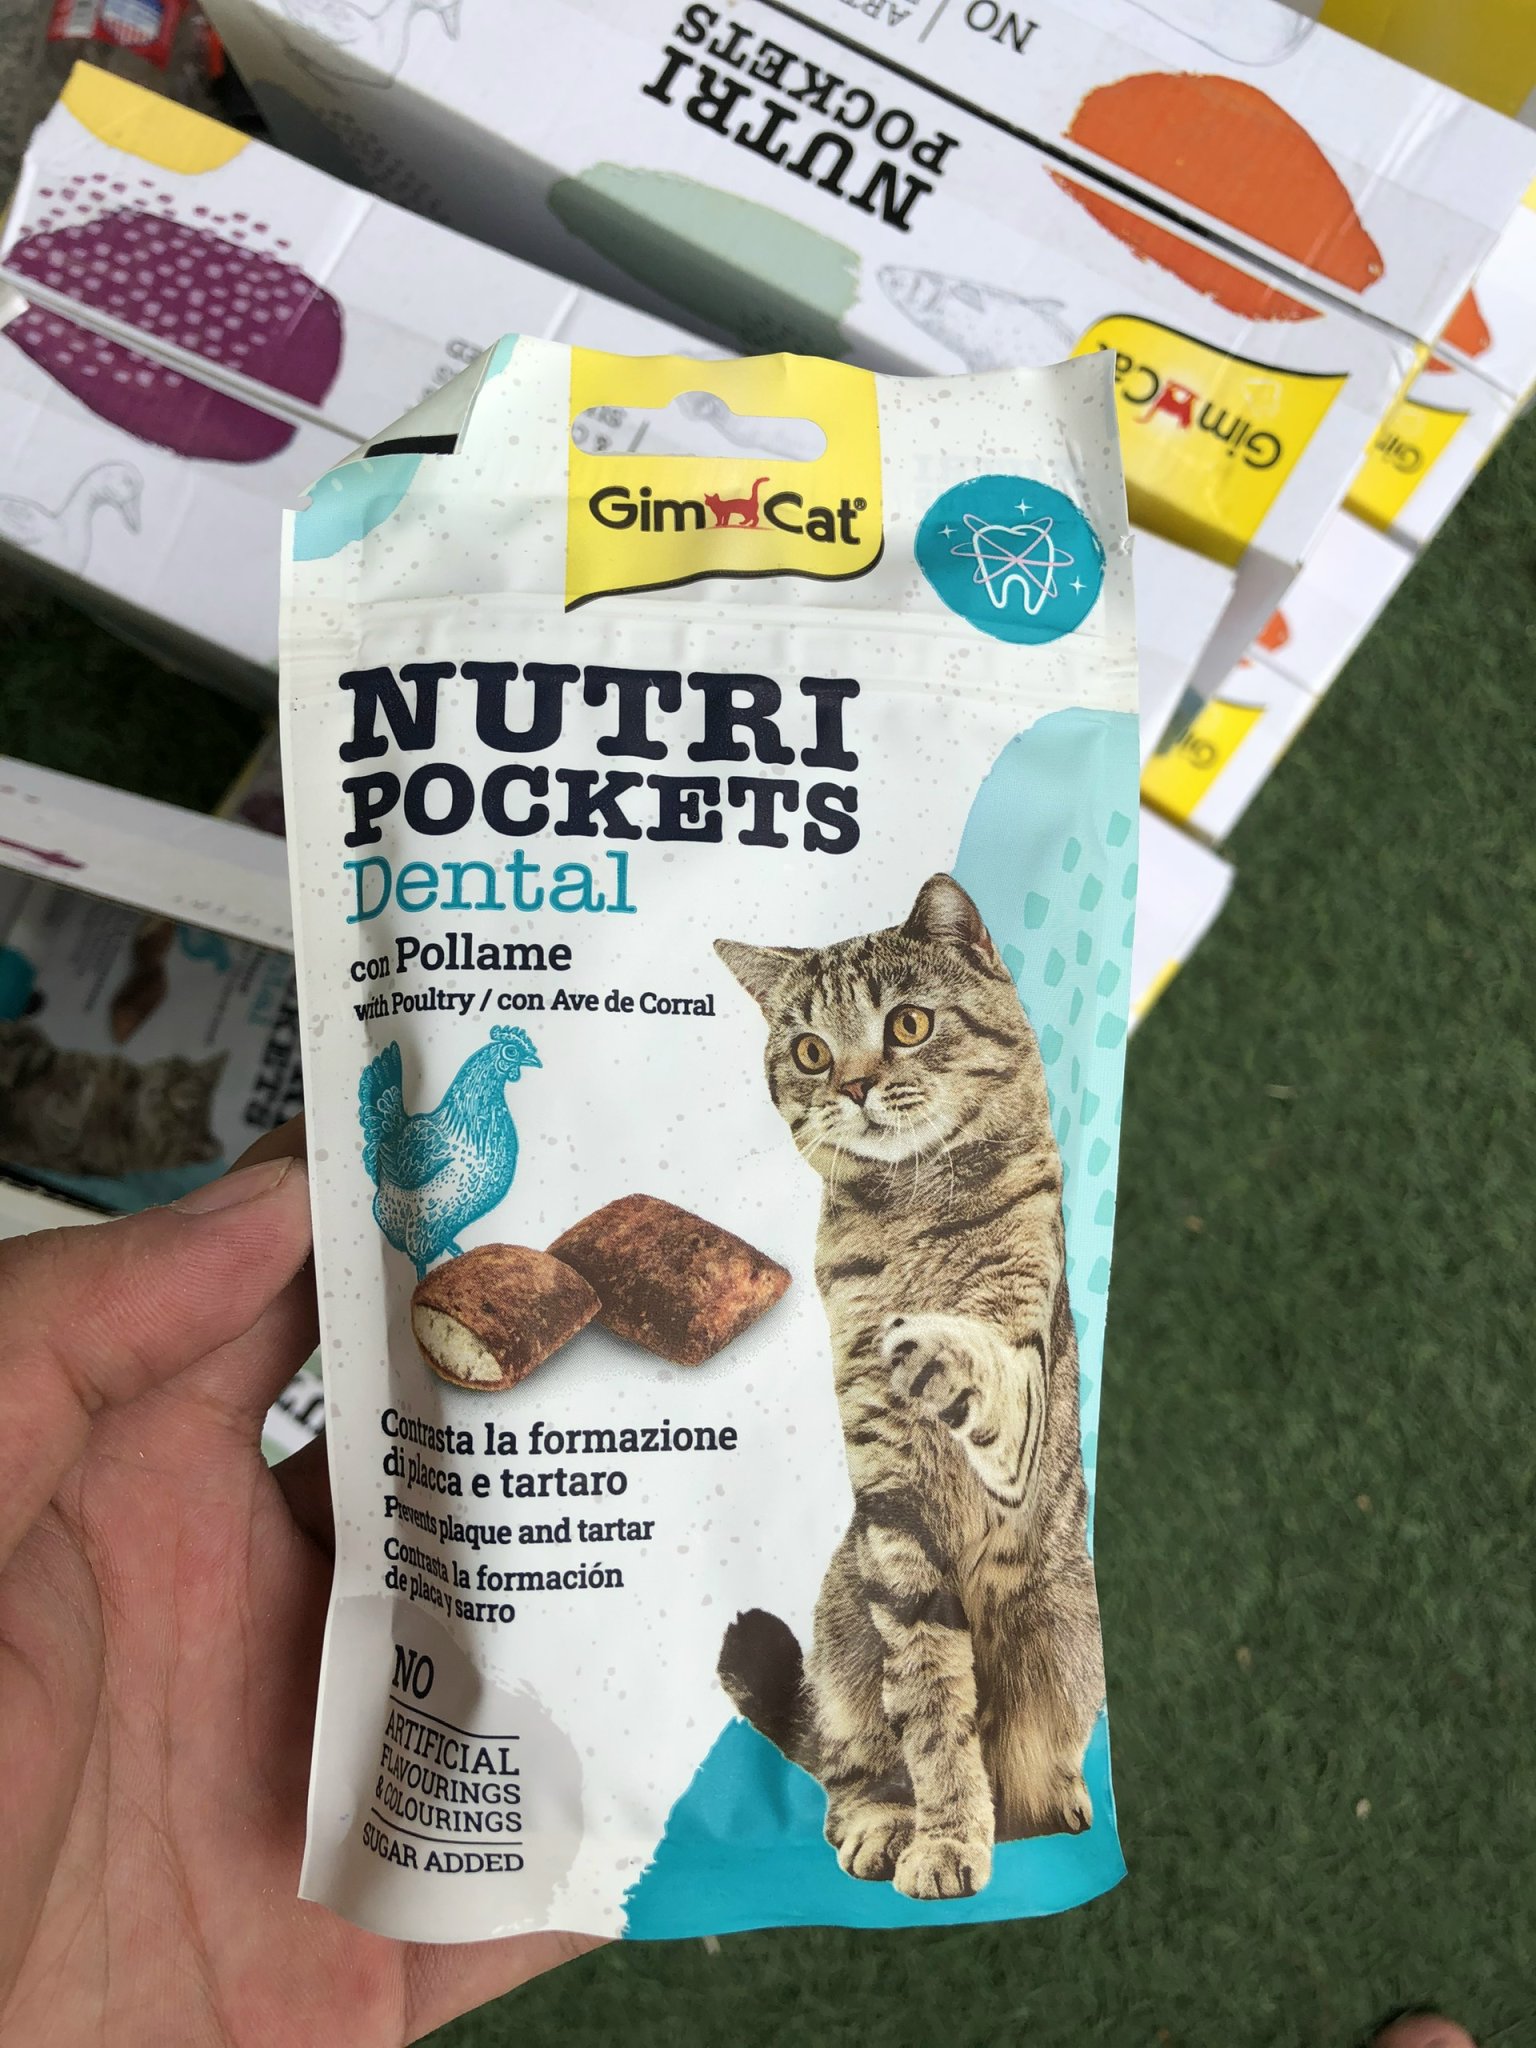 NO
NUTRI
POCKETS
GimCat
GimCat®
NUTRI
POCKETS
Dental
con Pollame
with Poultry / con Ave de Corral
Contrasta la formazione
di placca e tartaro
Prevents plaque and tartar
Contrasta la formación
de placa y sarro
NO
ARTIFICIAL
FLAVOURINGS
& COLOURINGS
SUGAR ADDED